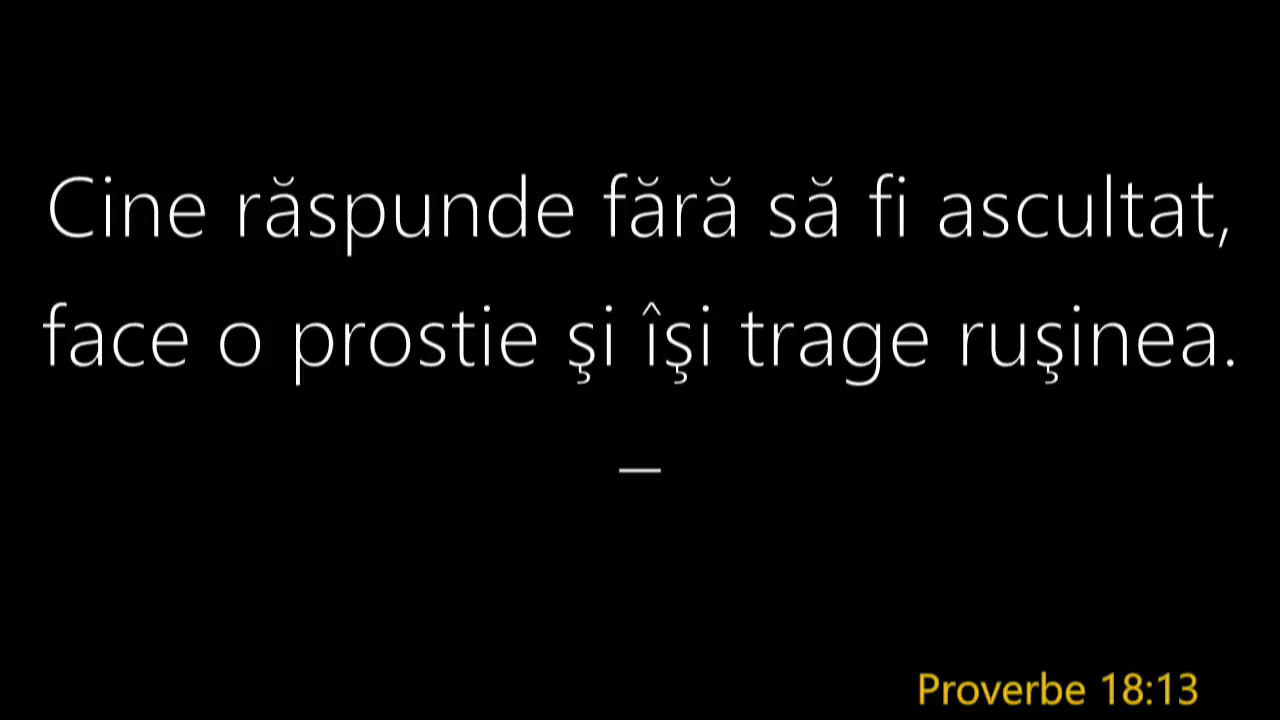 Cine răspunde fără să fi ascultat,
face o prostie şi îşi trage ruşinea.
–
Proverbe 18:13